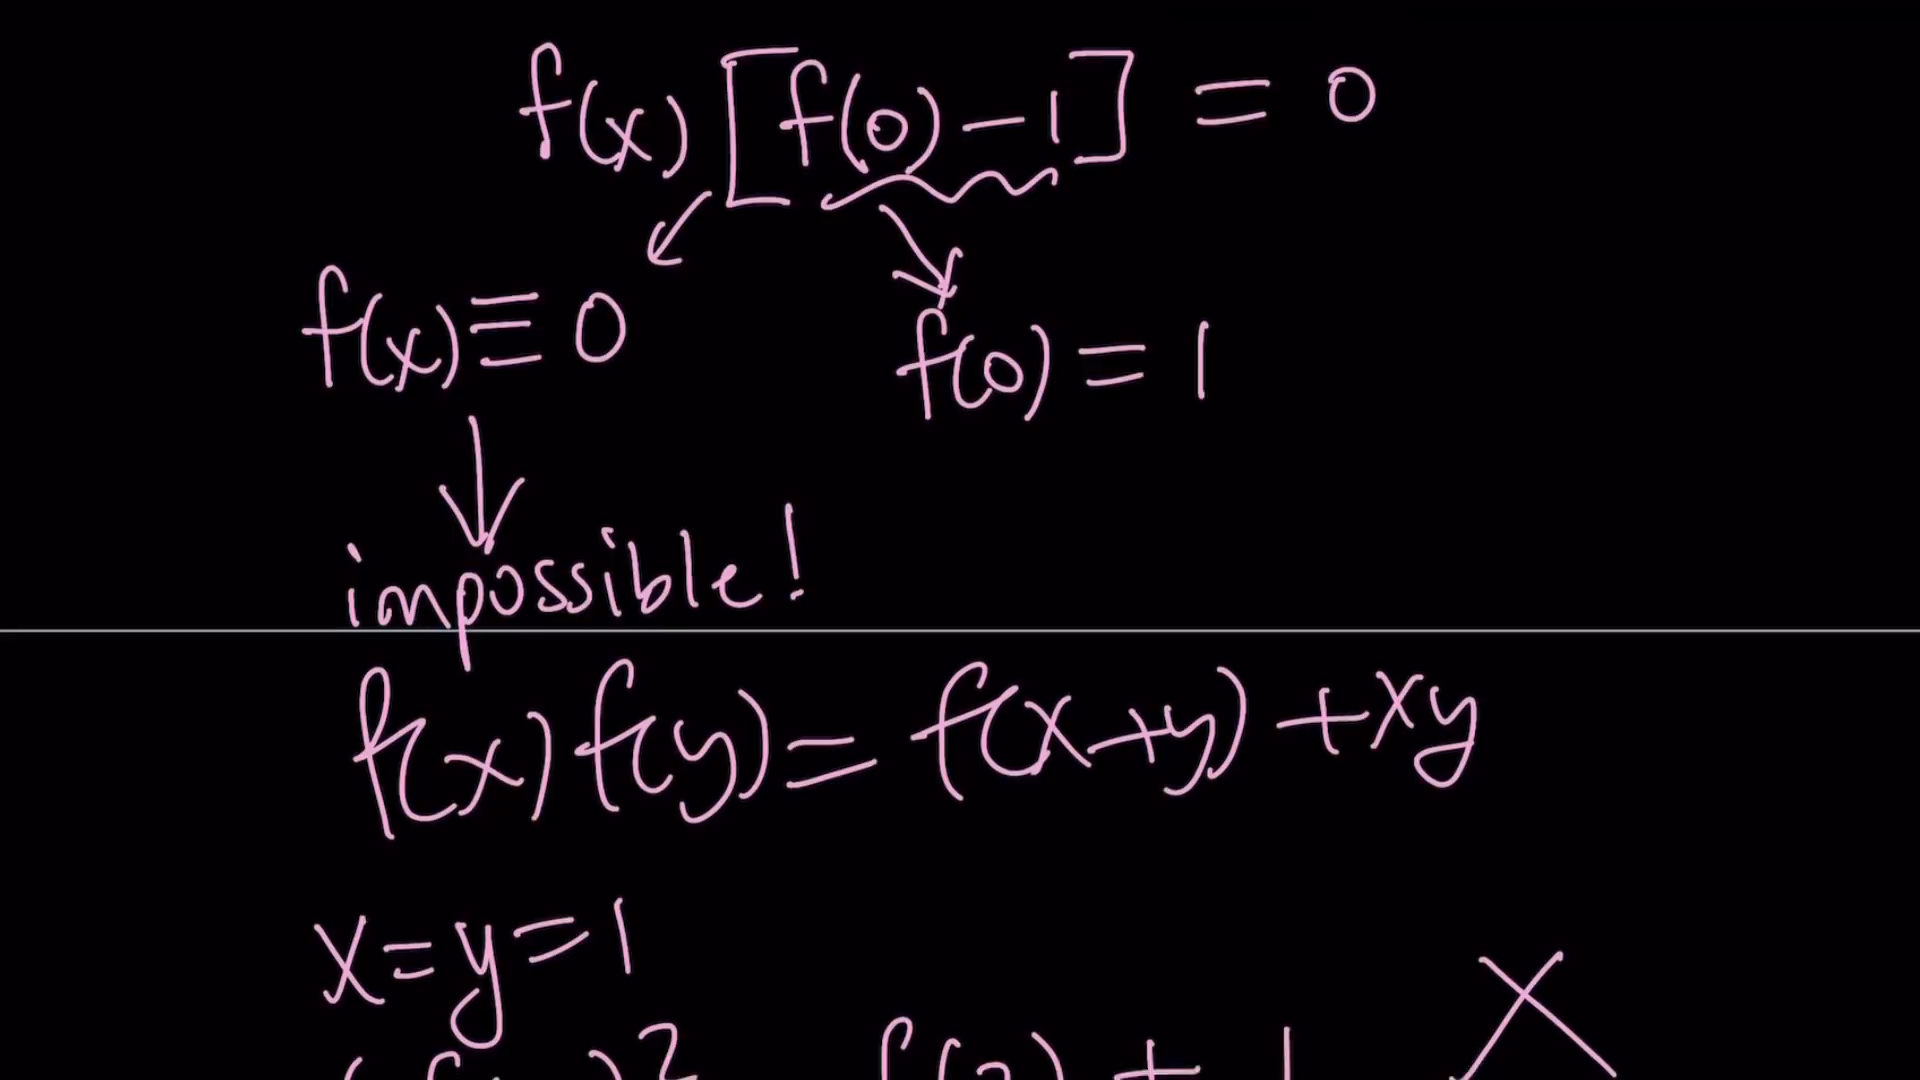 f(x) [f(0) - 1] = 0
f(x) ≡ 0
f(0) = 1
impossible!
f(x) f(y) = f(x+y) + xy
x = y = 1